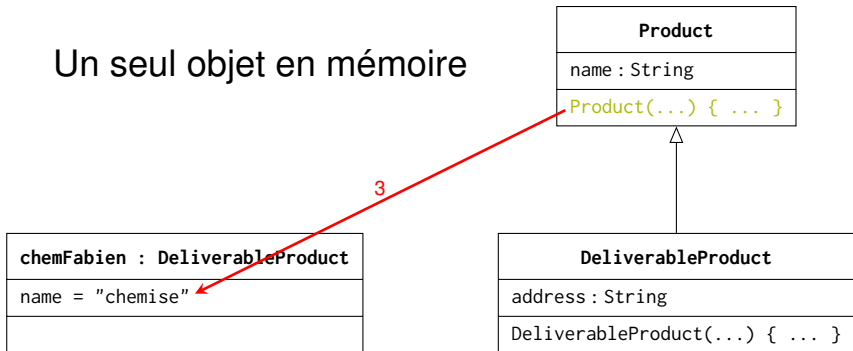 Un seul objet en mémoire
Product
name : String
Product(...) { ... }
3
chemFabien : DeliverableProduct
name = "chemise"
DeliverableProduct
address : String
DeliverableProduct(...) { ... }